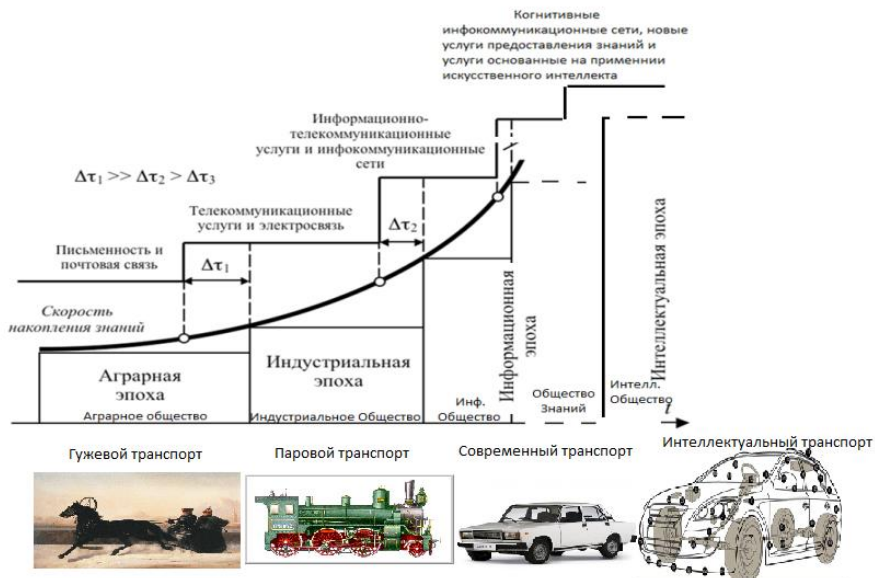 Когнитивные
инфокоммуникационные сети, новые
услуги предоставления знаний и
услуги основанные на применнии
искусственного интеллекта
Информационно-
телекоммуникационные
услуги и инфокоммуникационные
сети
Δτ1 >> Δτ2 > Δτ3
Телекоммуникационные
услуги и электросвязь
Письменность и
почтовая связь
Δτ1
Δτ2
Скорость
накопления знаний
Аграрная
эпоха
Индустриальная
эпоха
Информационная
эпоха
Интеллектуальная эпоха
Аграрное общество
Индустриальное Общество
Инф.
Общество
Общество
Знаний
Интелл.
Общество
t
Гужевой транспорт
Паровой транспорт
Современный транспорт
Интеллектуальный транспорт